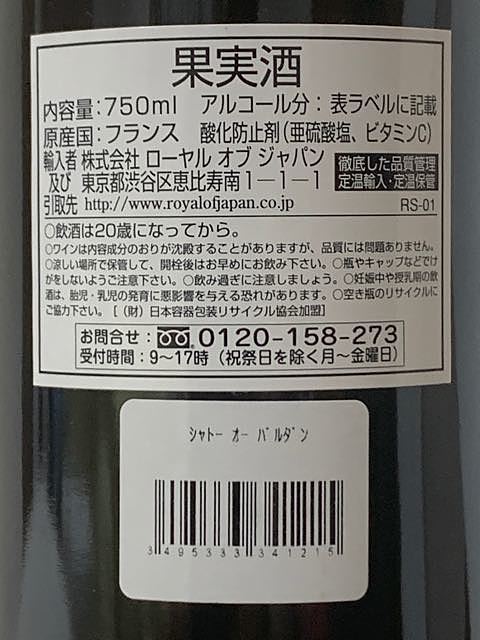 果実酒
内容量：750ml　アルコール分：表ラベルに記載
原産国：フランス　酸化防止剤（亜硫酸塩、ビタミンC）
輸入者 株式会社 ローヤル オブ ジャパン
及び 東京都渋谷区恵比寿南1－1－1
引取先 http://www.royalofjapan.co.jp
徹底した品質管理
定温輸入・定温保管
RS-01
○飲酒は20歳になってから。
○ワインは内容成分のおりが沈殿することがありますが、品質には問題ありません。
○涼しい場所で保管して、開栓後はお早めにお飲み下さい。○瓶やキャップなどでけ
がをしないようご注意下さい。○飲み過ぎに注意しましょう。○妊娠中や授乳期の飲
酒は、胎児・乳児の発育に悪影響を与える恐れがあります。○空き瓶のリサイクルに
ご協力下さい。［（財）日本容器包装リサイクル協会加盟］
お問合せ：0120-158-273
受付時間：9～17時（祝祭日を除く月～金曜日）
ｼｬﾄｰ ｵｰ ﾊﾞﾙﾀﾞﾝ
3 495333 341215